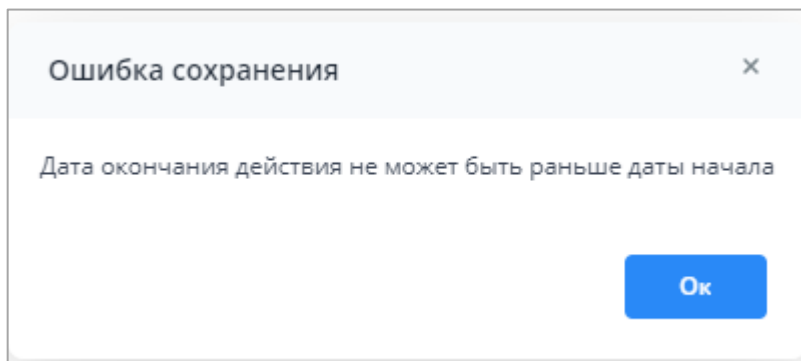 Ошибка сохранения
Дата окончания действия не может быть раньше даты начала
Ок